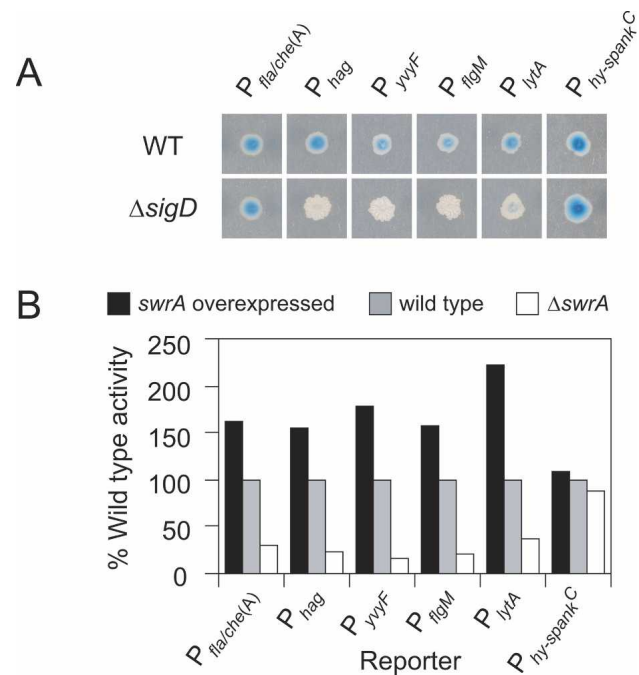 A
P fla/che(A) P hag P yvyF P flgM P lytA P hy-spank C
WT
ΔsigD
B
swrA overexpressed wild type ΔswrA
% Wild type activity
250
200
150
100
50
0
P fla/che(A) P hag P yvyF P flgM P lytA P hy-spank C
Reporter